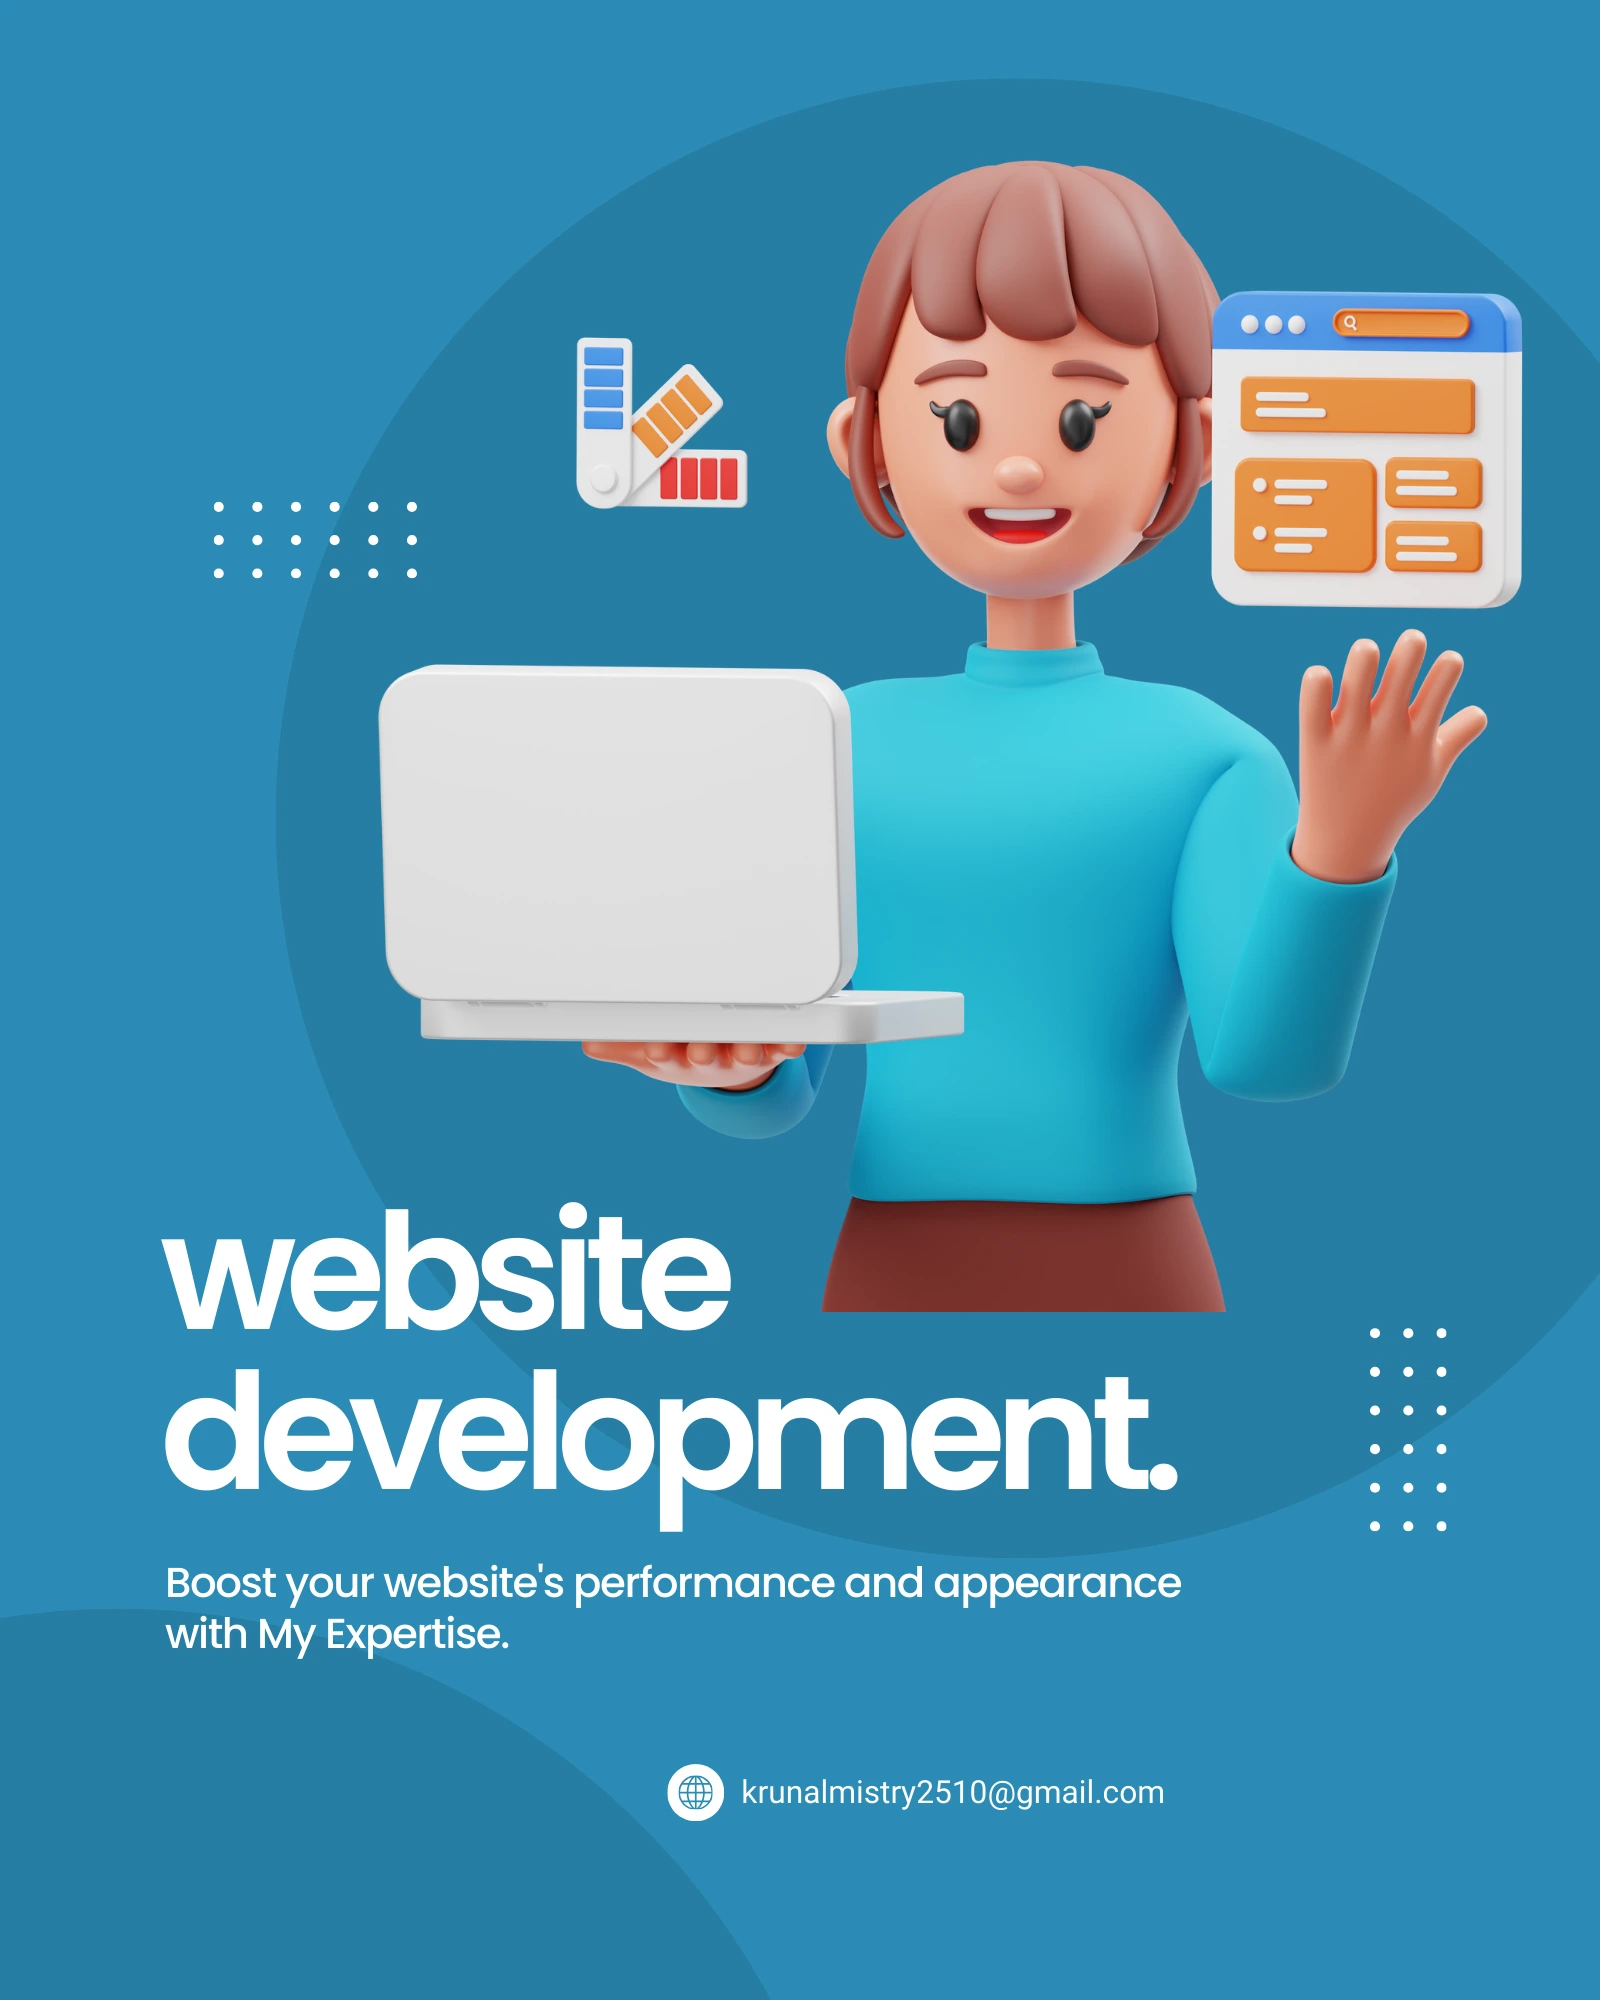 website
development.
Boost your website's performance and appearance
with My Expertise.
krunalmistry2510@gmail.com